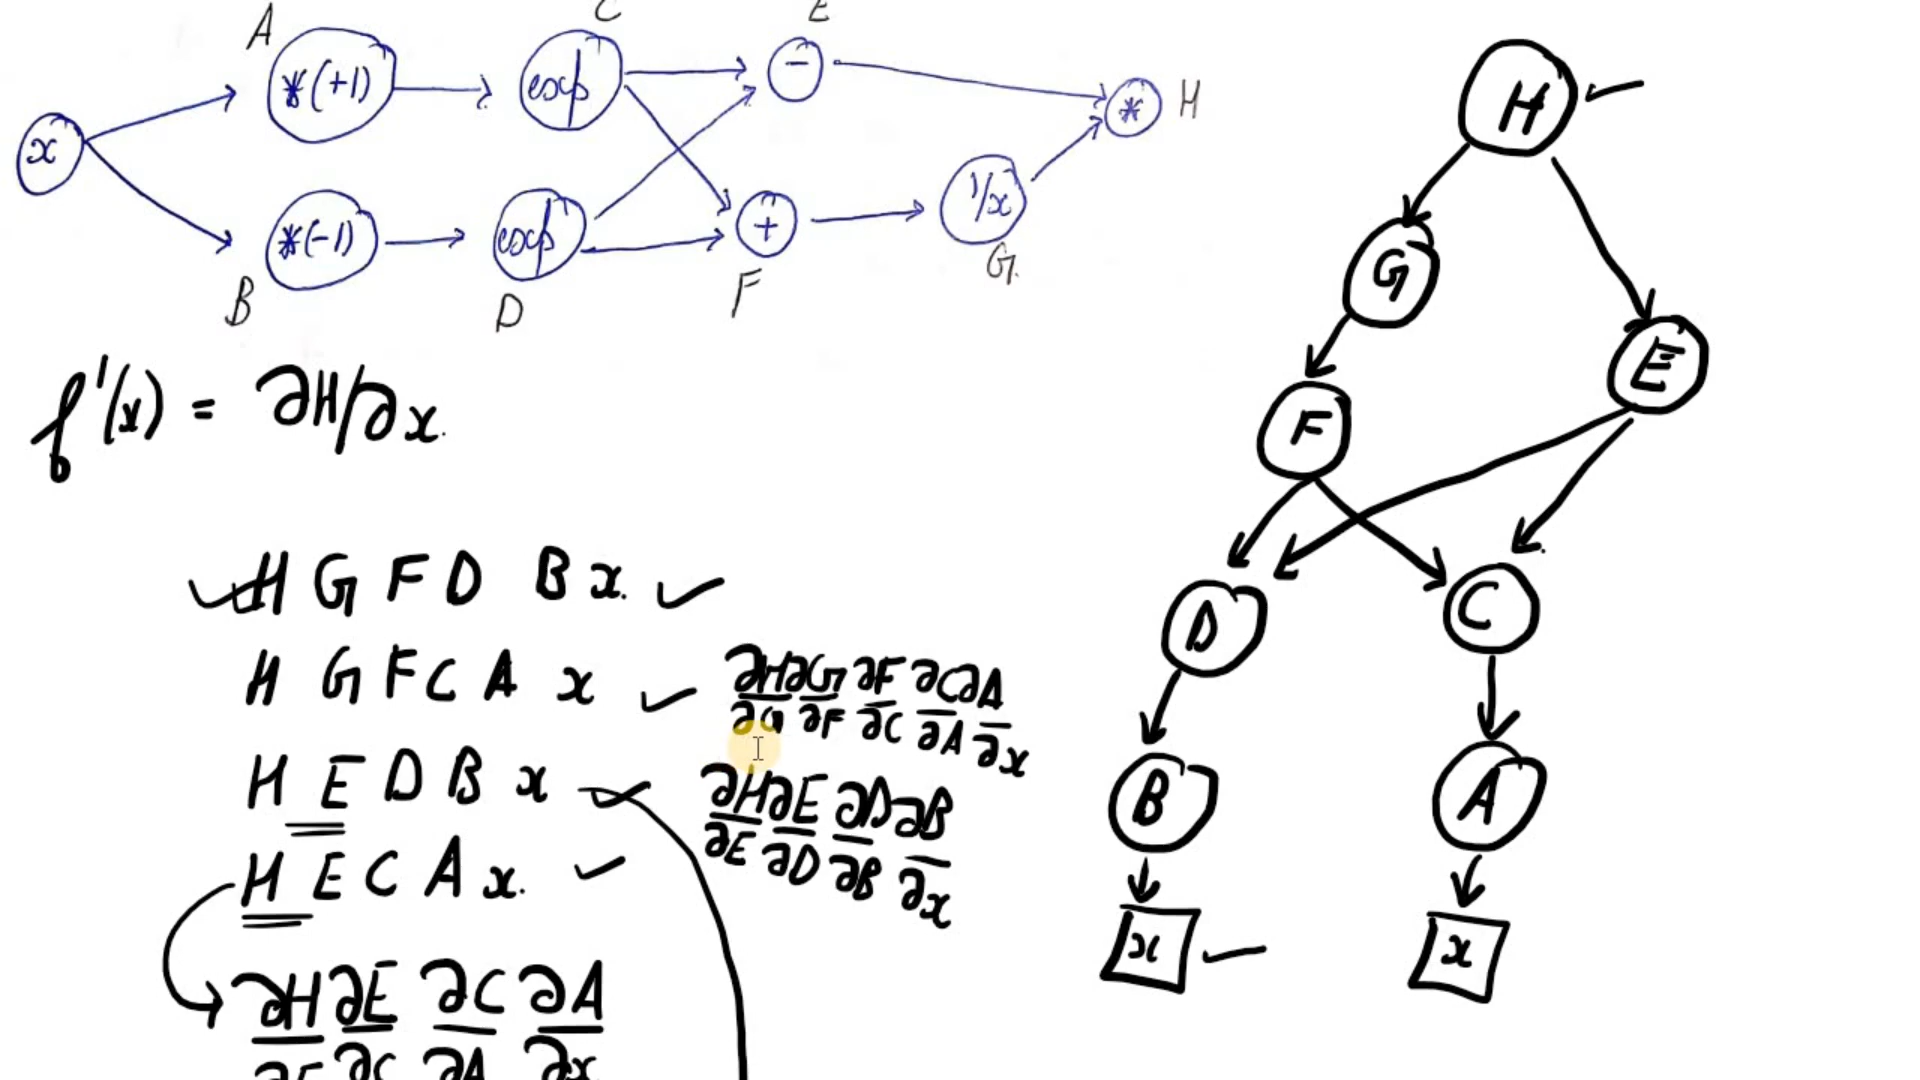 A C E
x *(+1) exp - * H
B *(-1) D exp F + G 1/x
f'(x) = ∂H/∂x.
H G F D B x.
H G F C A x
∂H/∂G ∂G/∂F ∂F/∂C ∂C/∂A ∂A/∂x
H E D B x
∂H/∂E ∂E/∂D ∂D/∂B ∂B/∂x
H E C A x.
∂H/∂E ∂E/∂C ∂C/∂A ∂A/∂x
H
G
E
F
D C
B A
x x